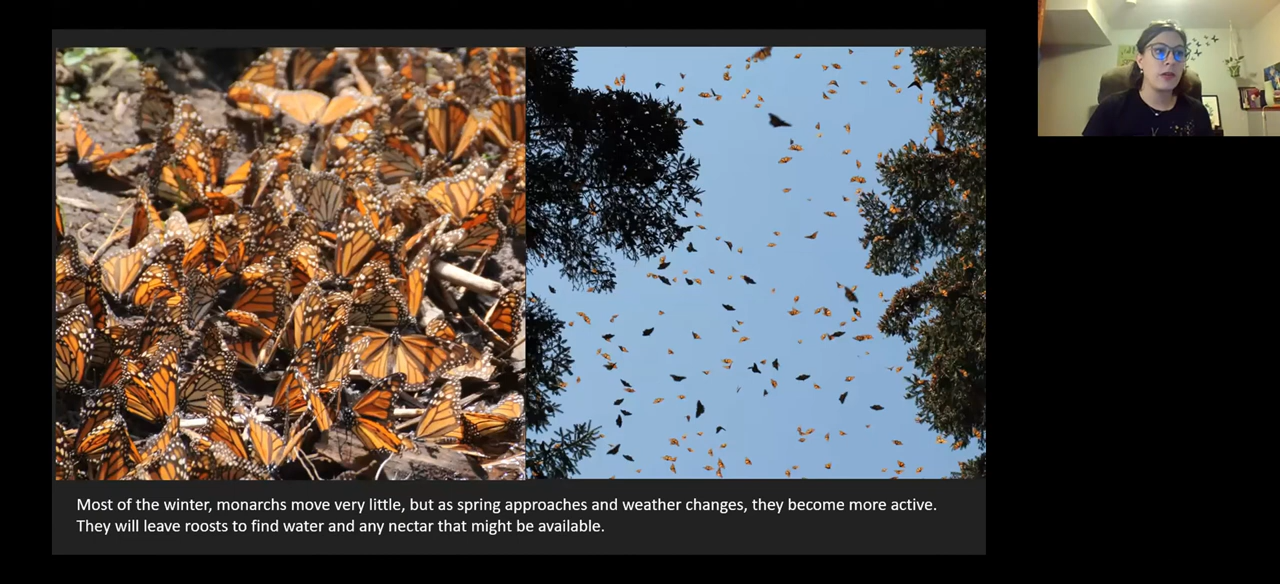 Most of the winter, monarchs move very little, but as spring approaches and weather changes, they become more active.
They will leave roosts to find water and any nectar that might be available.